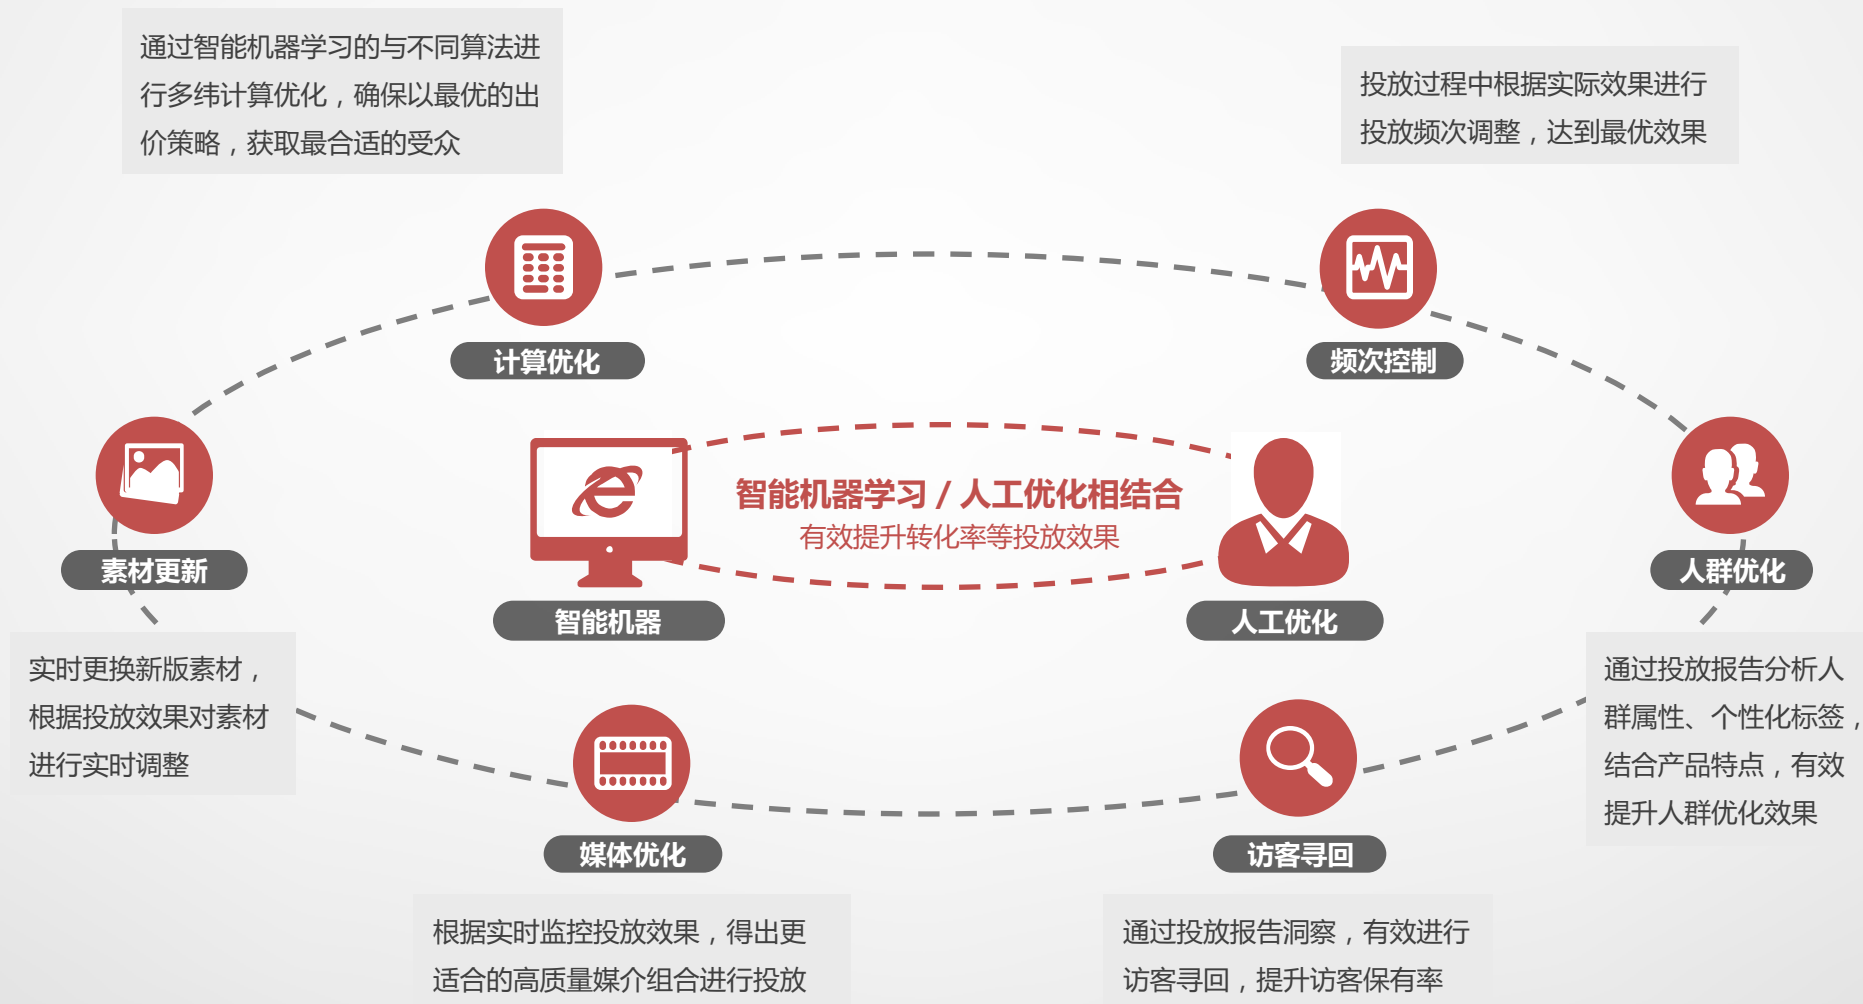 通过智能机器学习的与不同算法进
行多纬计算优化，确保以最优的出
价策略，获取最合适的受众
投放过程中根据实际效果进行
投放频次调整，达到最优效果
计算优化
频次控制
智能机器学习 / 人工优化相结合
有效提升转化率等投放效果
素材更新
人群优化
智能机器
人工优化
实时更换新版素材，
根据投放效果对素材
进行实时调整
通过投放报告分析人
群属性、个性化标签，
结合产品特点，有效
提升人群优化效果
媒体优化
访客寻回
根据实时监控投放效果，得出更
适合的高质量媒介组合进行投放
通过投放报告洞察，有效进行
访客寻回，提升访客保有率